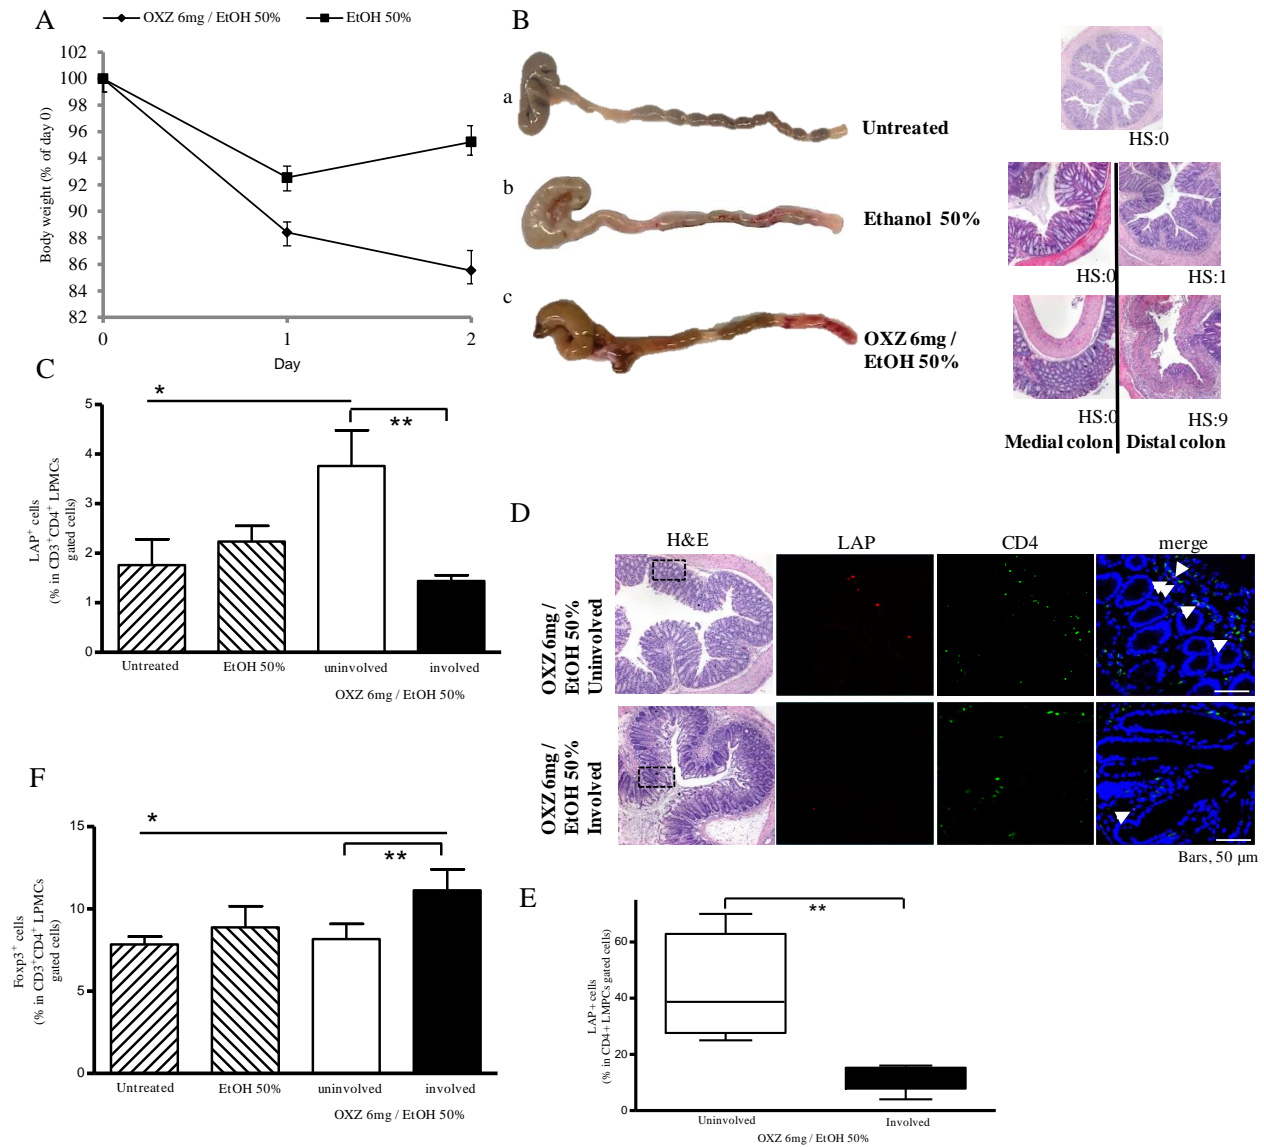 A
OXZ 6mg / EtOH 50%
EtOH 50%
102
100
98
96
94
92
90
88
86
84
82
Body weight (% of day 0)
0
1
2
Day
B
a
Untreated
b
Ethanol 50%
c
OXZ 6mg /
EtOH 50%
HS:0
HS:0
HS:1
HS:0
HS:9
Medial colon
Distal colon
C
*
**
5
4
3
2
1
0
LAP+ cells
(% in CD3+CD4+ LPMCs
gated cells)
Untreated
EtOH 50%
uninvolved
involved
OXZ 6mg / EtOH 50%
D
H&E
LAP
CD4
merge
OXZ 6mg /
EtOH 50%
Uninvolved
OXZ 6mg /
EtOH 50%
Involved
Bars, 50 µm
F
*
**
15
10
5
0
Foxp3+ cells
(% in CD3+CD4+ LPMCs
gated cells)
Untreated
EtOH 50%
uninvolved
involved
OXZ 6mg / EtOH 50%
E
**
60
40
20
0
LAP+ cells
(% in CD4+ LMPCs gated cells)
Uninvolved
Involved
OXZ 6mg / EtOH 50%